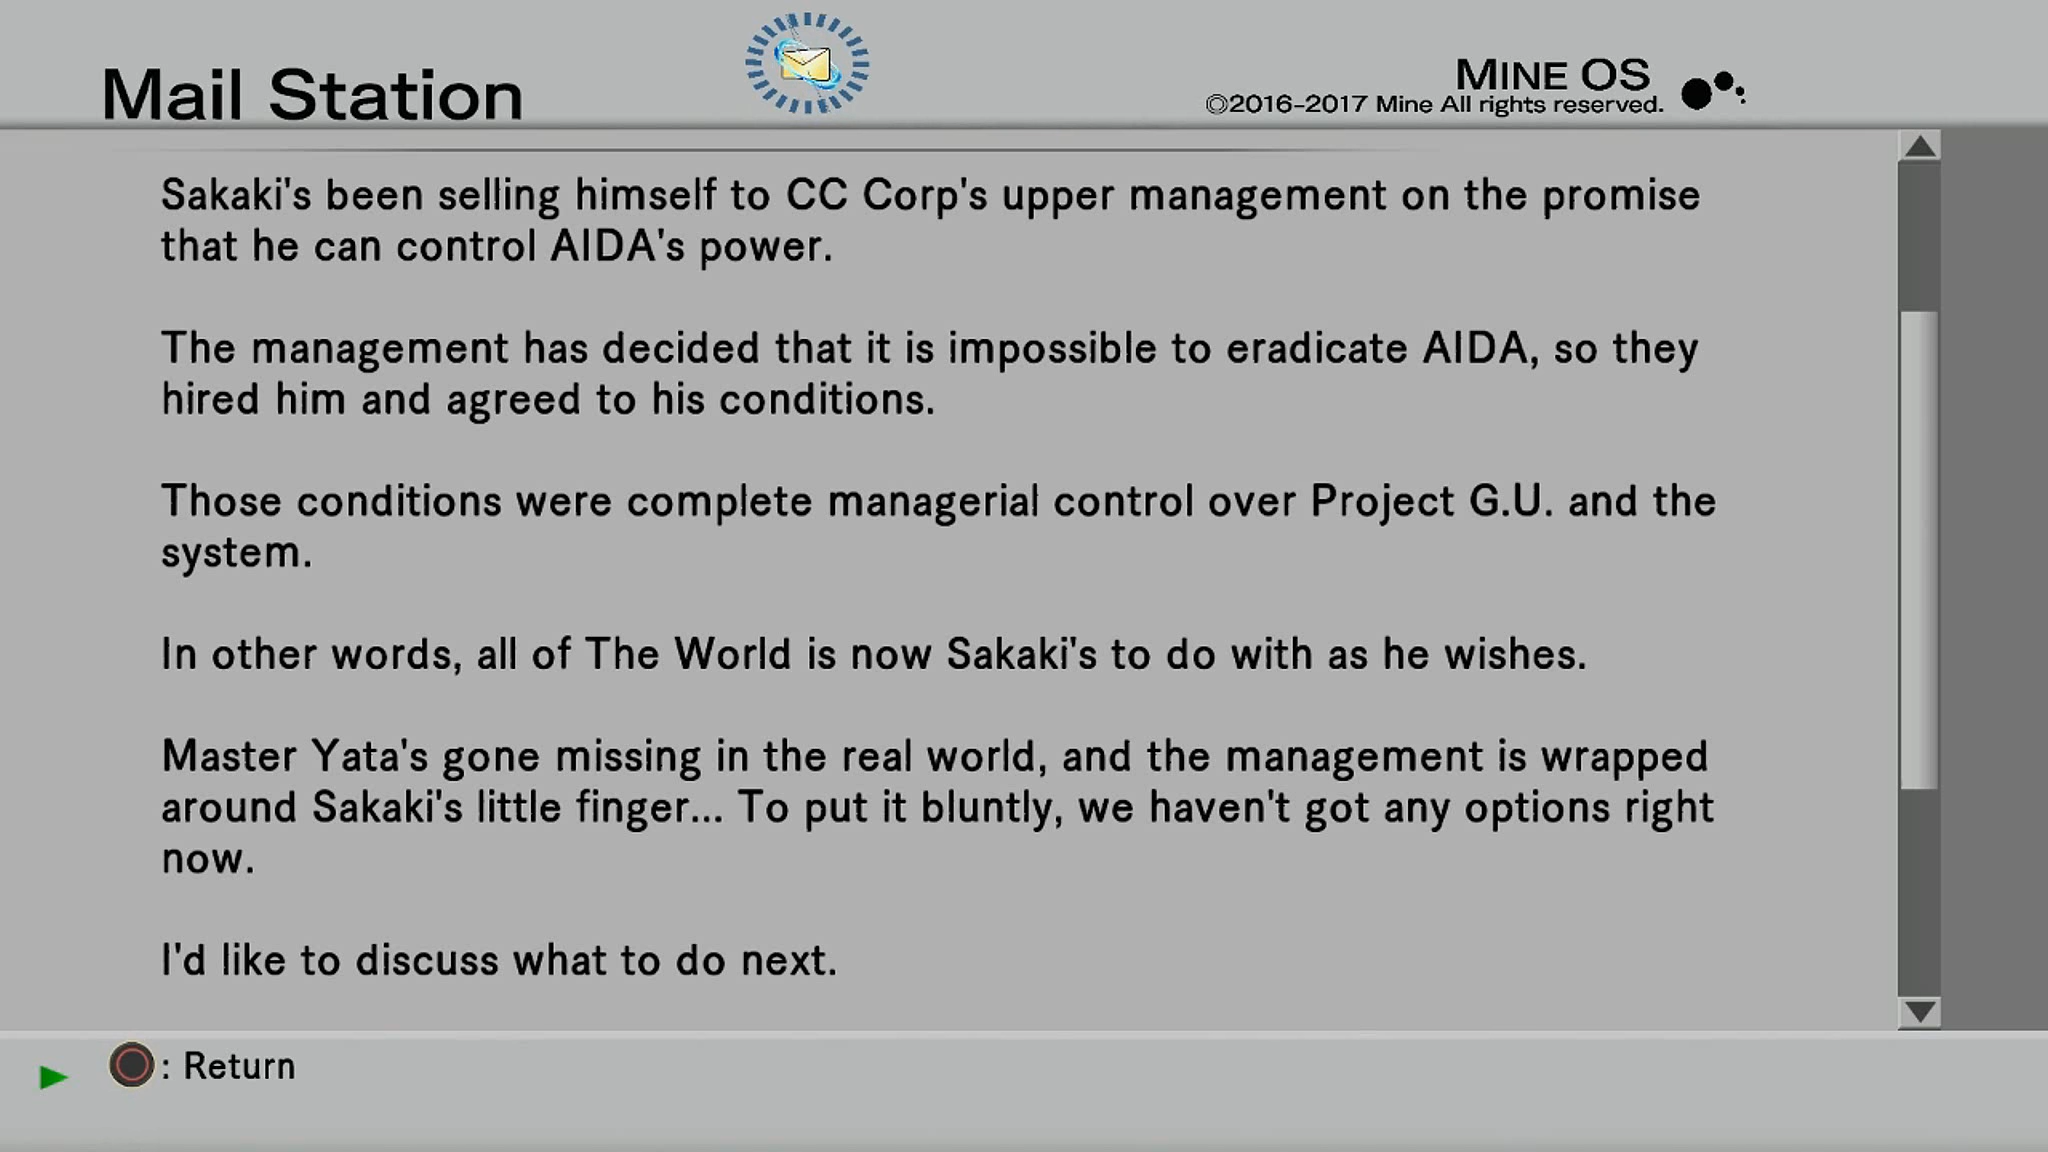 Mail Station
MINE OS
©2016-2017 Mine All rights reserved.
Sakaki's been selling himself to CC Corp's upper management on the promise
that he can control AIDA's power.
The management has decided that it is impossible to eradicate AIDA, so they
hired him and agreed to his conditions.
Those conditions were complete managerial control over Project G.U. and the
system.
In other words, all of The World is now Sakaki's to do with as he wishes.
Master Yata's gone missing in the real world, and the management is wrapped
around Sakaki's little finger... To put it bluntly, we haven't got any options right
now.
I'd like to discuss what to do next.
: Return